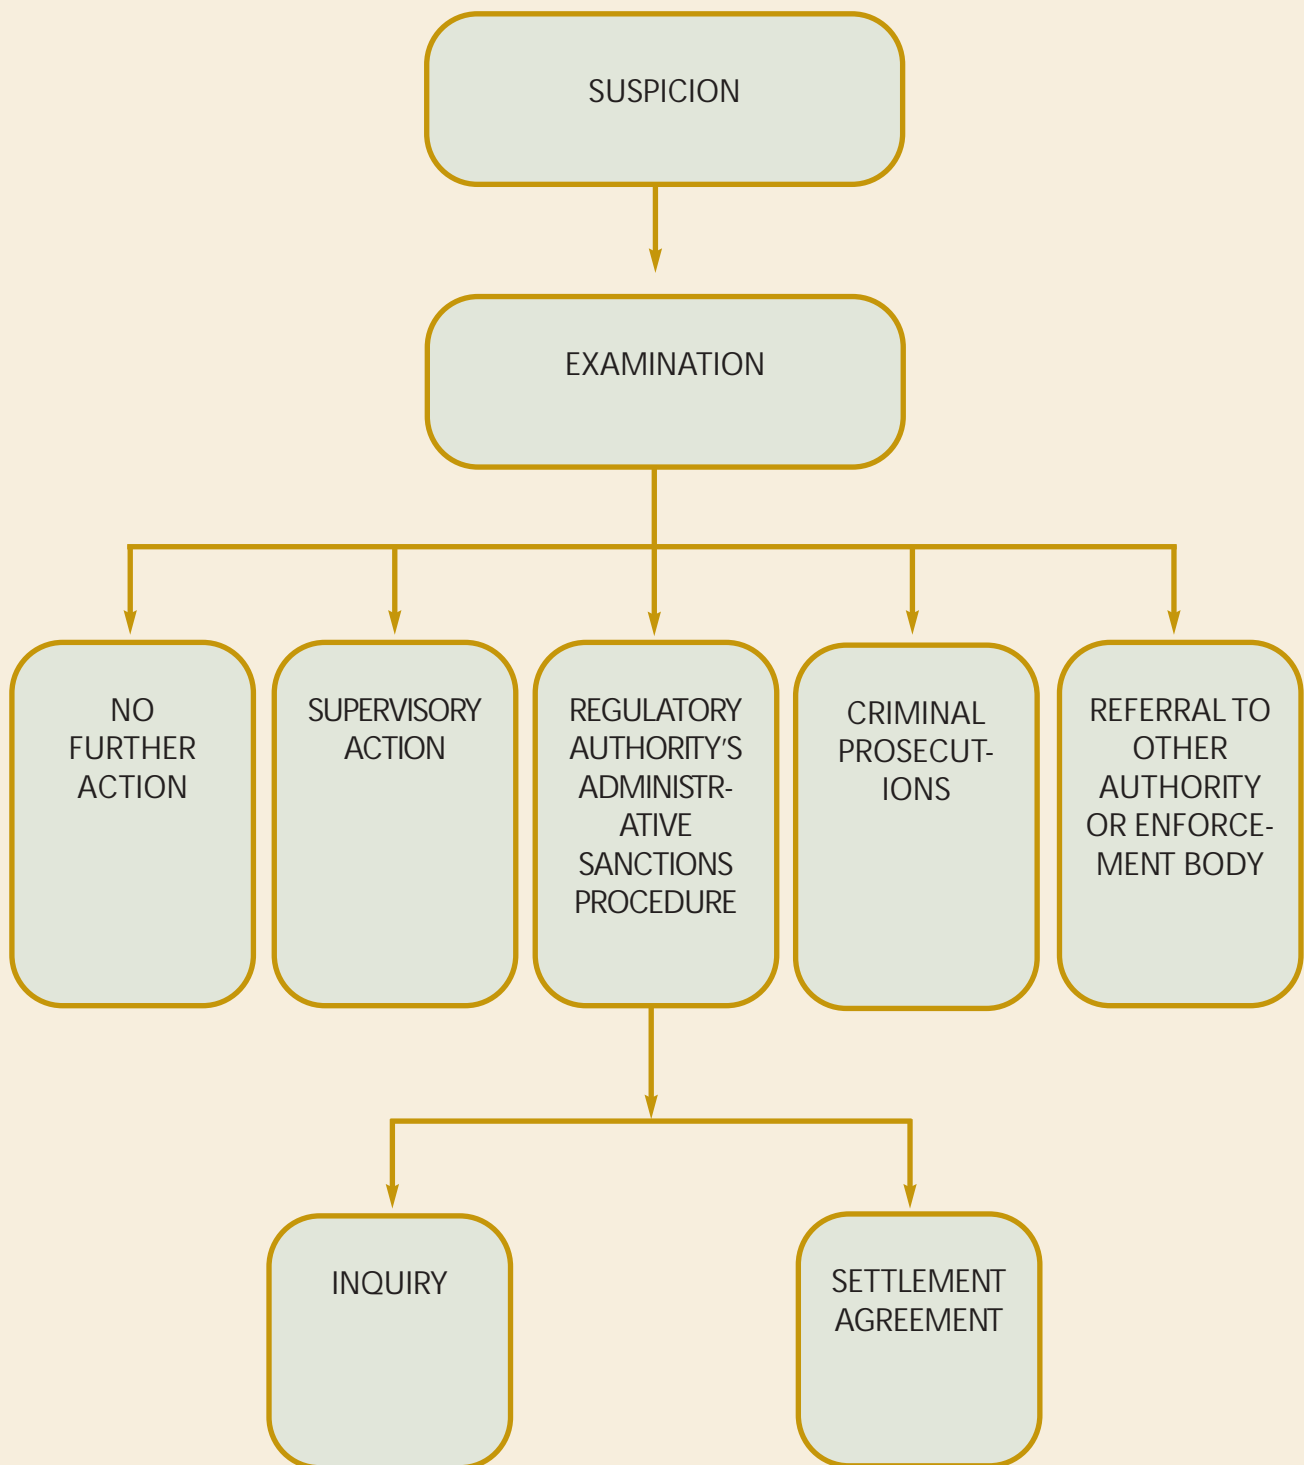 SUSPICION
EXAMINATION
NO
FURTHER
ACTION
SUPERVISORY
ACTION
REGULATORY
AUTHORITY'S
ADMINISTR-
ATIVE
SANCTIONS
PROCEDURE
CRIMINAL
PROSECUT-
IONS
REFERRAL TO
OTHER
AUTHORITY
OR ENFORCE-
MENT BODY
INQUIRY
SETTLEMENT
AGREEMENT